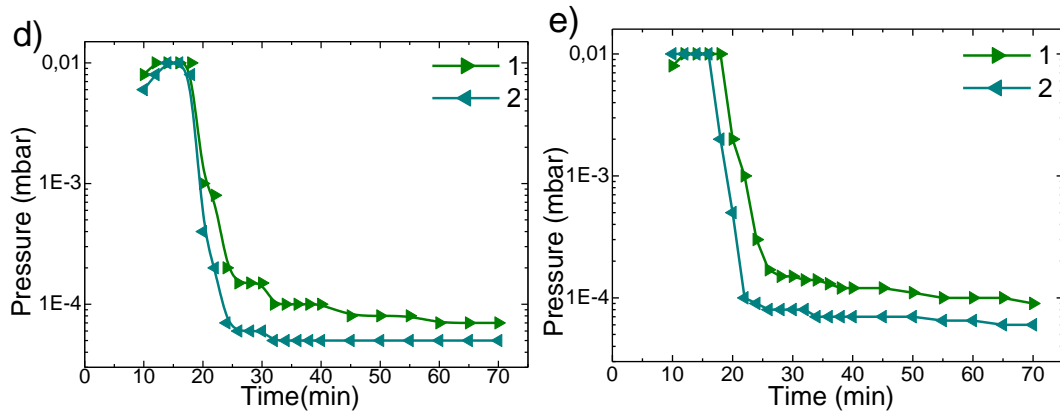 d)
0,01
1E-3
1E-4
Pressure (mbar)
0 10 20 30 40 50 60 70
Time(min)
1
2
e)
0,01
1E-3
1E-4
Pressure (mbar)
0 10 20 30 40 50 60 70
Time (min)
1
2